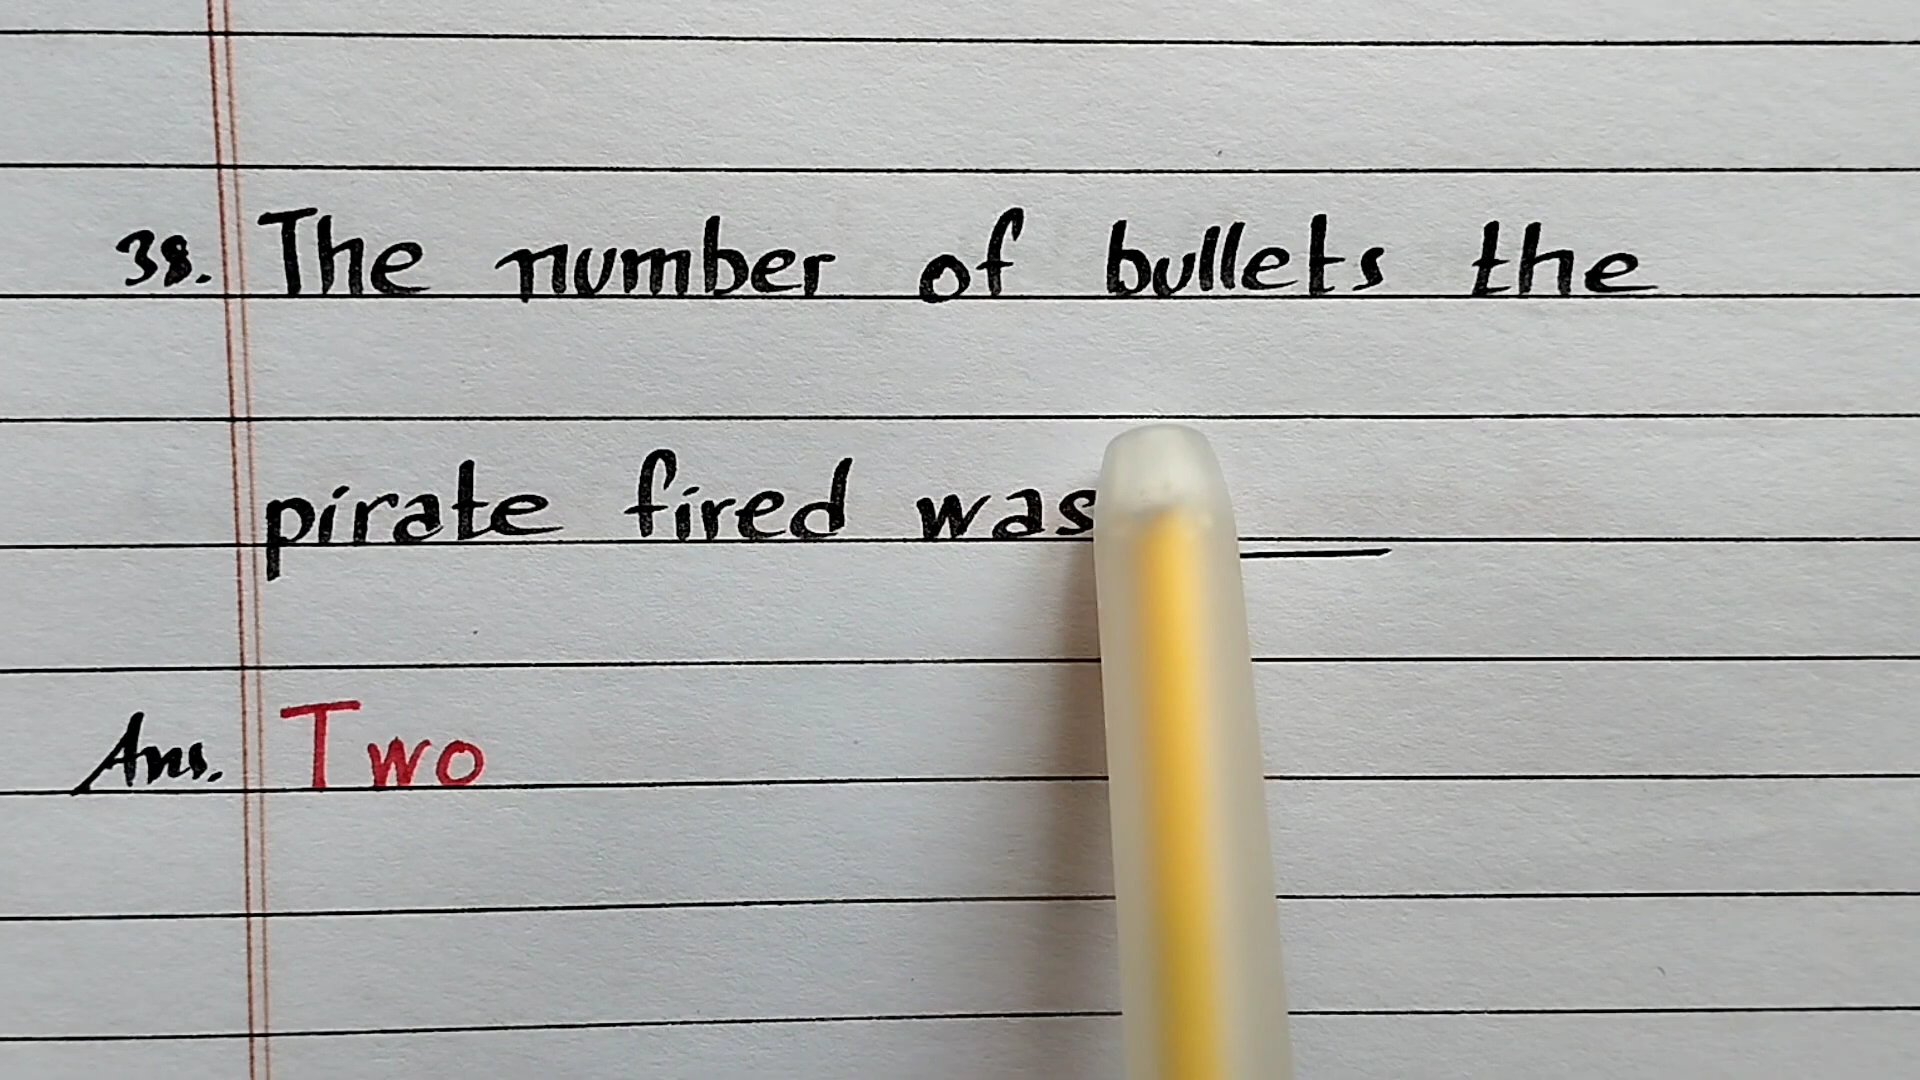 38. The number of bullets the
pirate fired was ____
Ans. Two